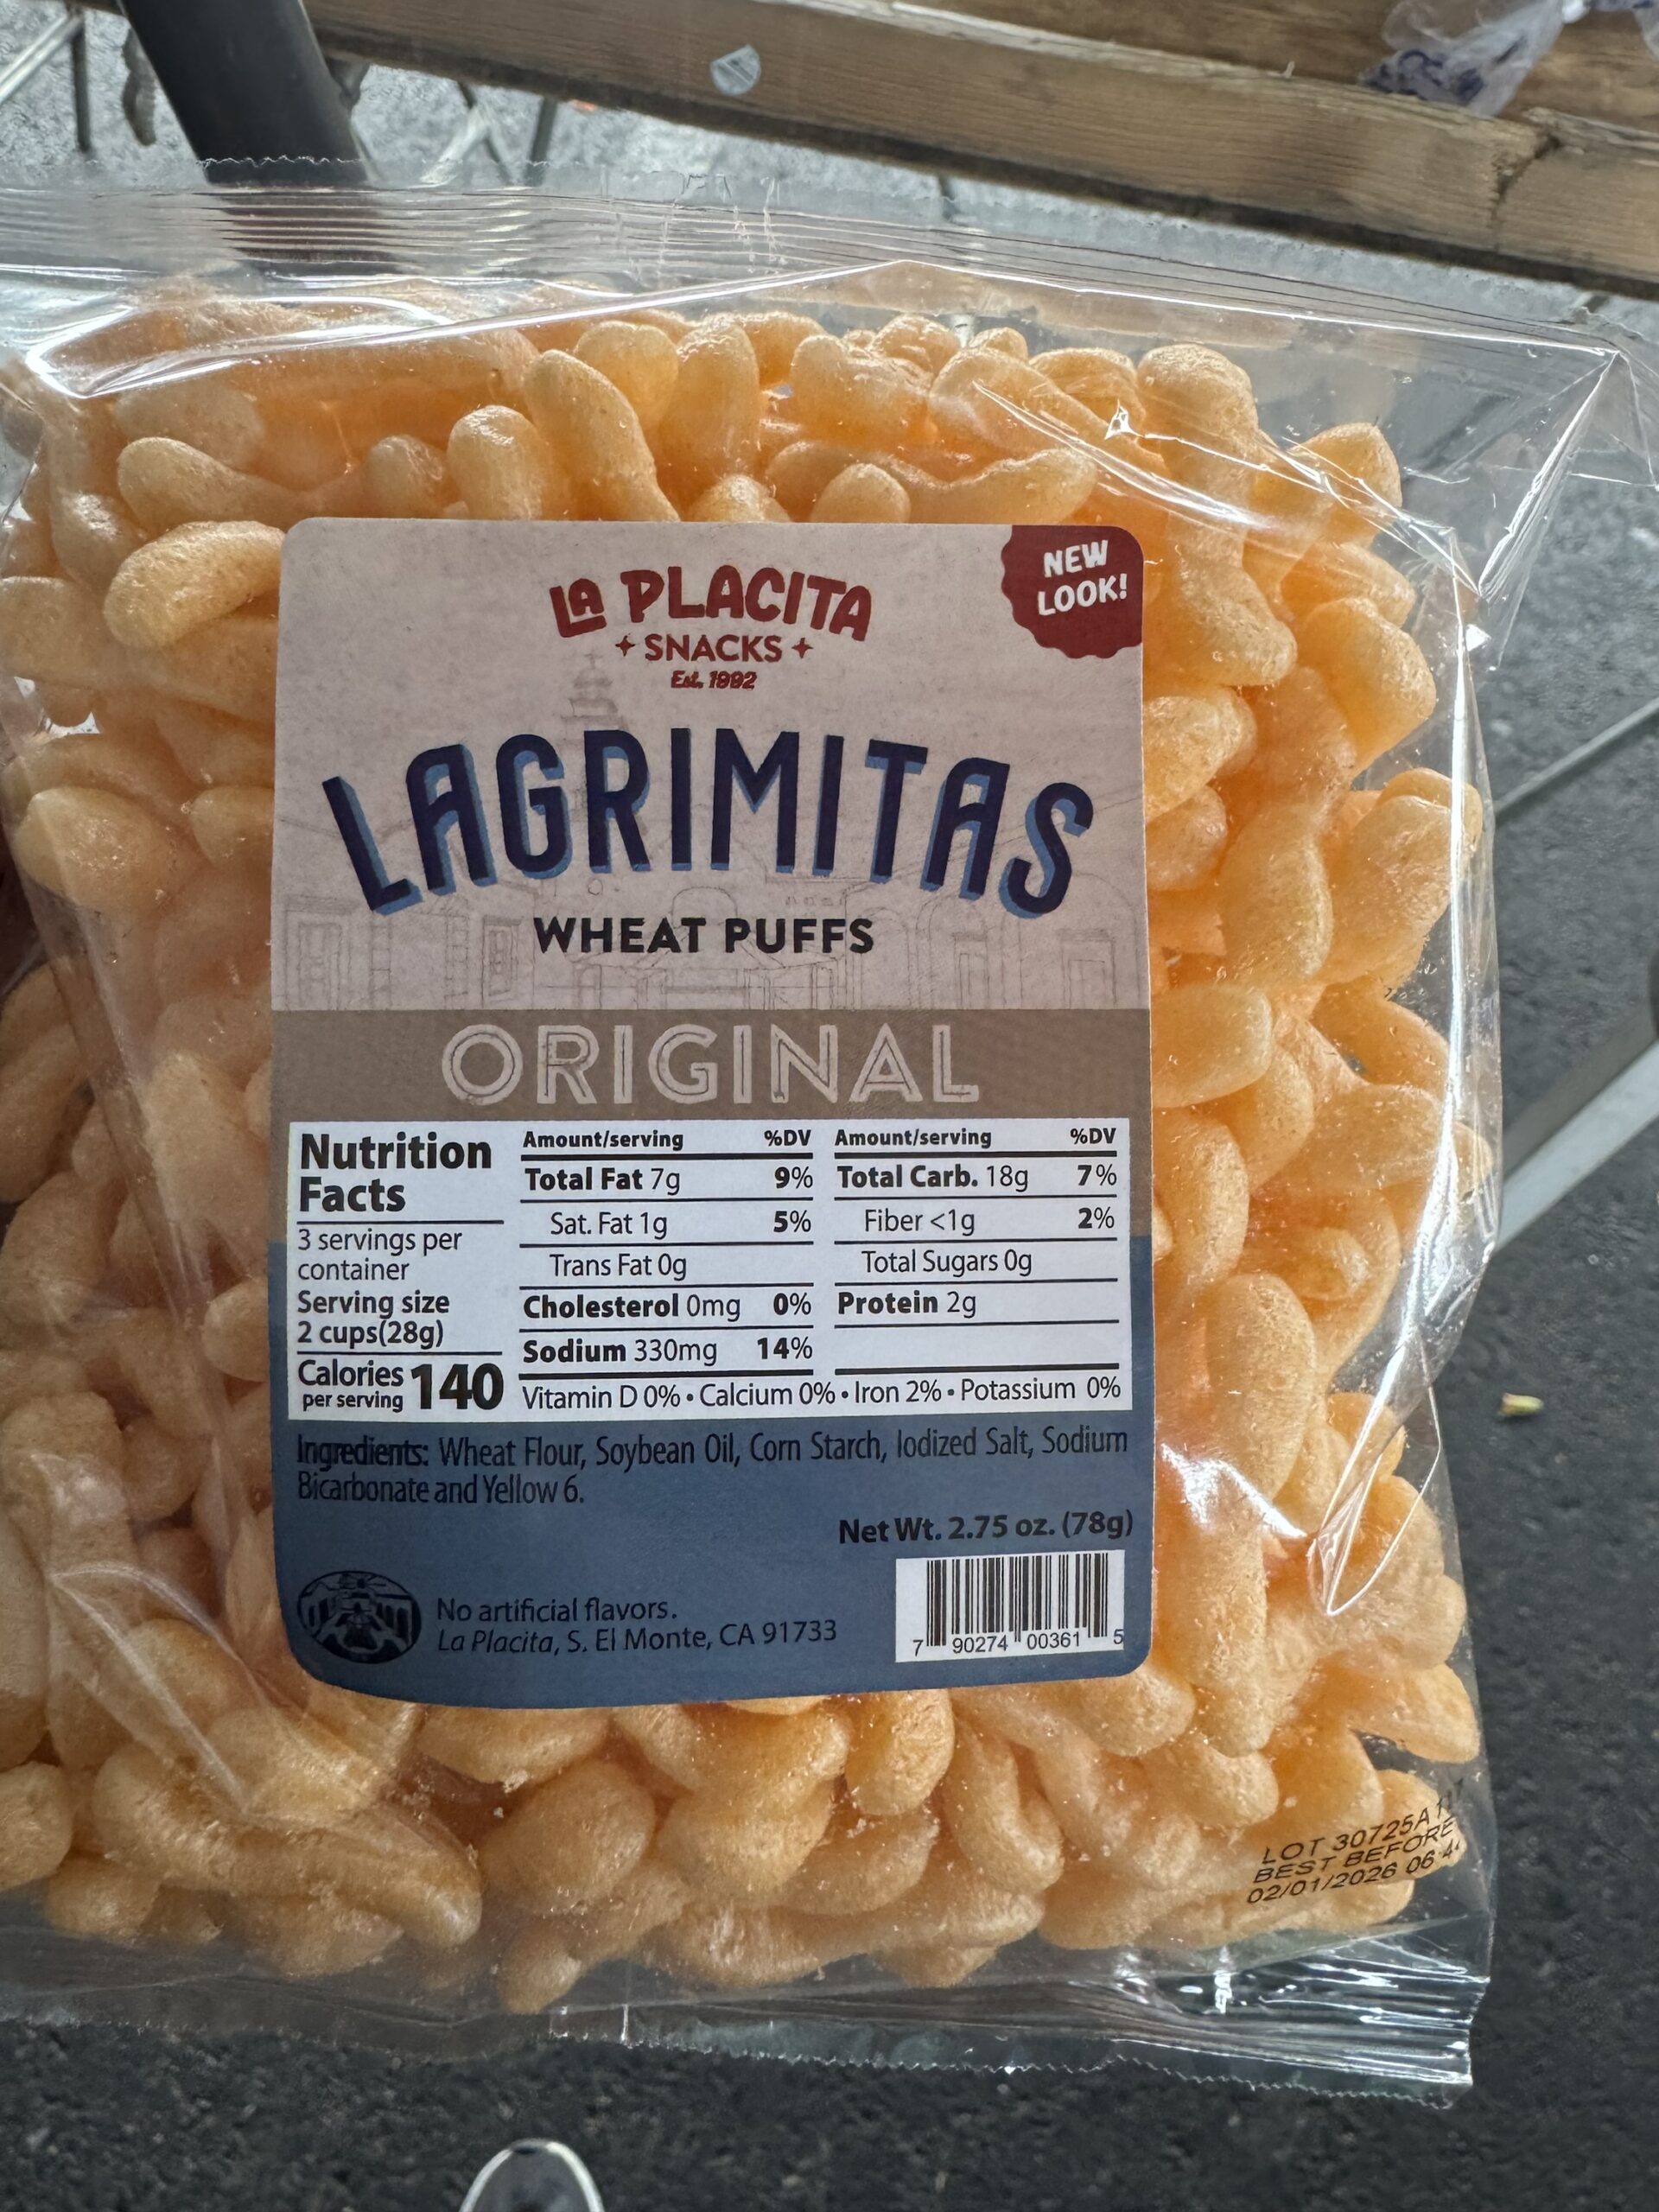 NEW
LOOK!
LA PLACITA
SNACKS
Est. 1992
LAGRIMITAS
WHEAT PUFFS
ORIGINAL
Nutrition
Facts
3 servings per
container
Serving size
2 cups(28g)
Calories
per serving 140
Amount/serving %DV
Total Fat 7g 9%
Sat. Fat 1g 5%
Trans Fat 0g
Cholesterol 0mg 0%
Sodium 330mg 14%
Amount/serving %DV
Total Carb. 18g 7%
Fiber <1g 2%
Total Sugars 0g
Protein 2g
Vitamin D 0% • Calcium 0% • Iron 2% • Potassium 0%
Ingredients: Wheat Flour, Soybean Oil, Corn Starch, Iodized Salt, Sodium
Bicarbonate and Yellow 6.
Net Wt. 2.75 oz. (78g)
No artificial flavors.
La Placita, S. El Monte, CA 91733
7 90274 00361 5
LOT 30725A
BEST BEFORE
02/01/2026